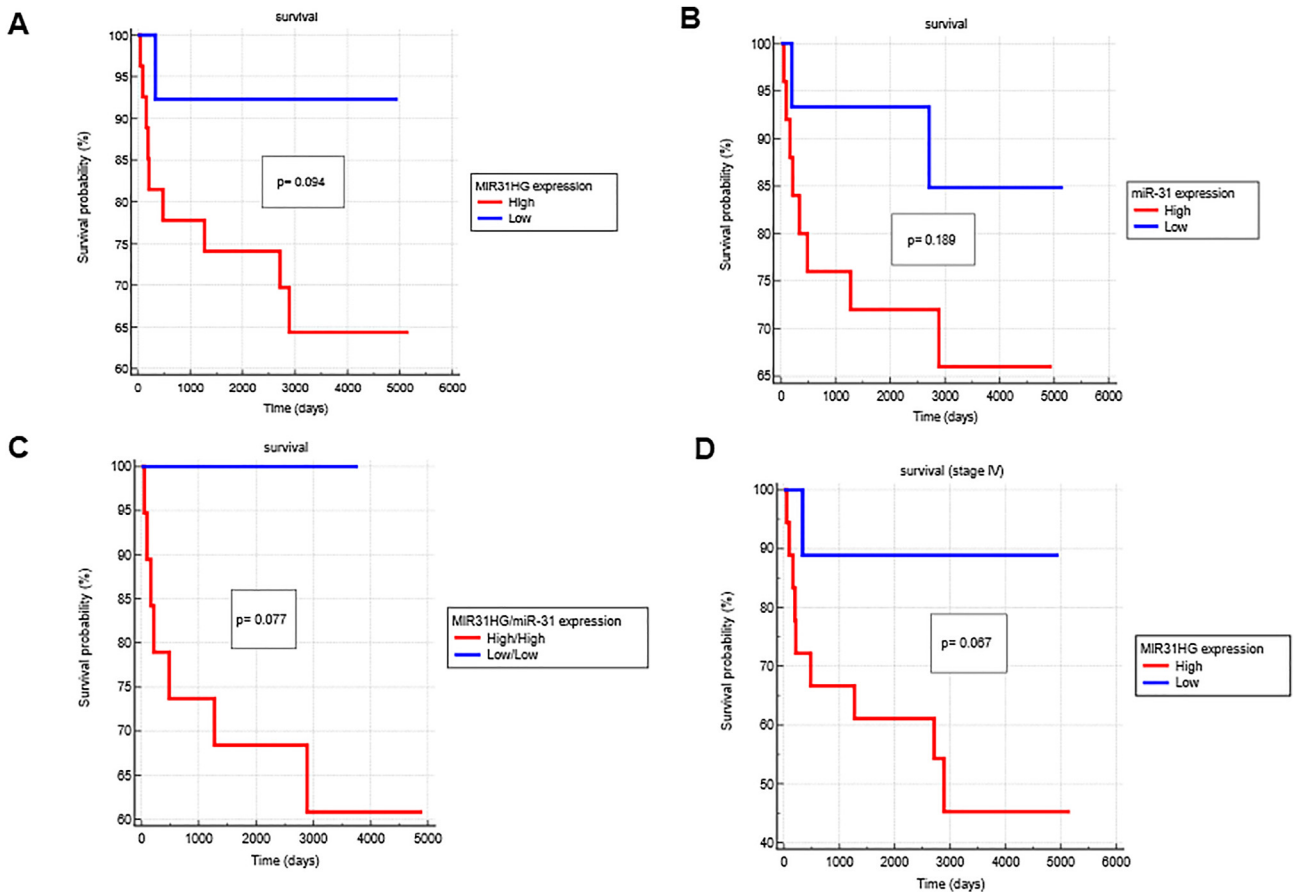 A
survival
100
95
90
85
80
75
70
65
60
Survival probability (%)
p= 0.094
MIR31HG expression
High
Low
0 1000 2000 3000 4000 5000 6000
Time (days)
B
survival
100
95
90
85
80
75
70
65
Survival probability (%)
p= 0.189
miR-31 expression
High
Low
0 1000 2000 3000 4000 5000 6000
Time (days)
C
survival
100
95
90
85
80
75
70
65
60
Survival probability (%)
p= 0.077
MIR31HG/miR-31 expression
High/High
Low/Low
0 1000 2000 3000 4000 5000
Time (days)
D
survival (stage IV)
100
90
80
70
60
50
40
Survival probability (%)
p= 0.067
MIR31HG expression
High
Low
0 1000 2000 3000 4000 5000 6000
Time (days)